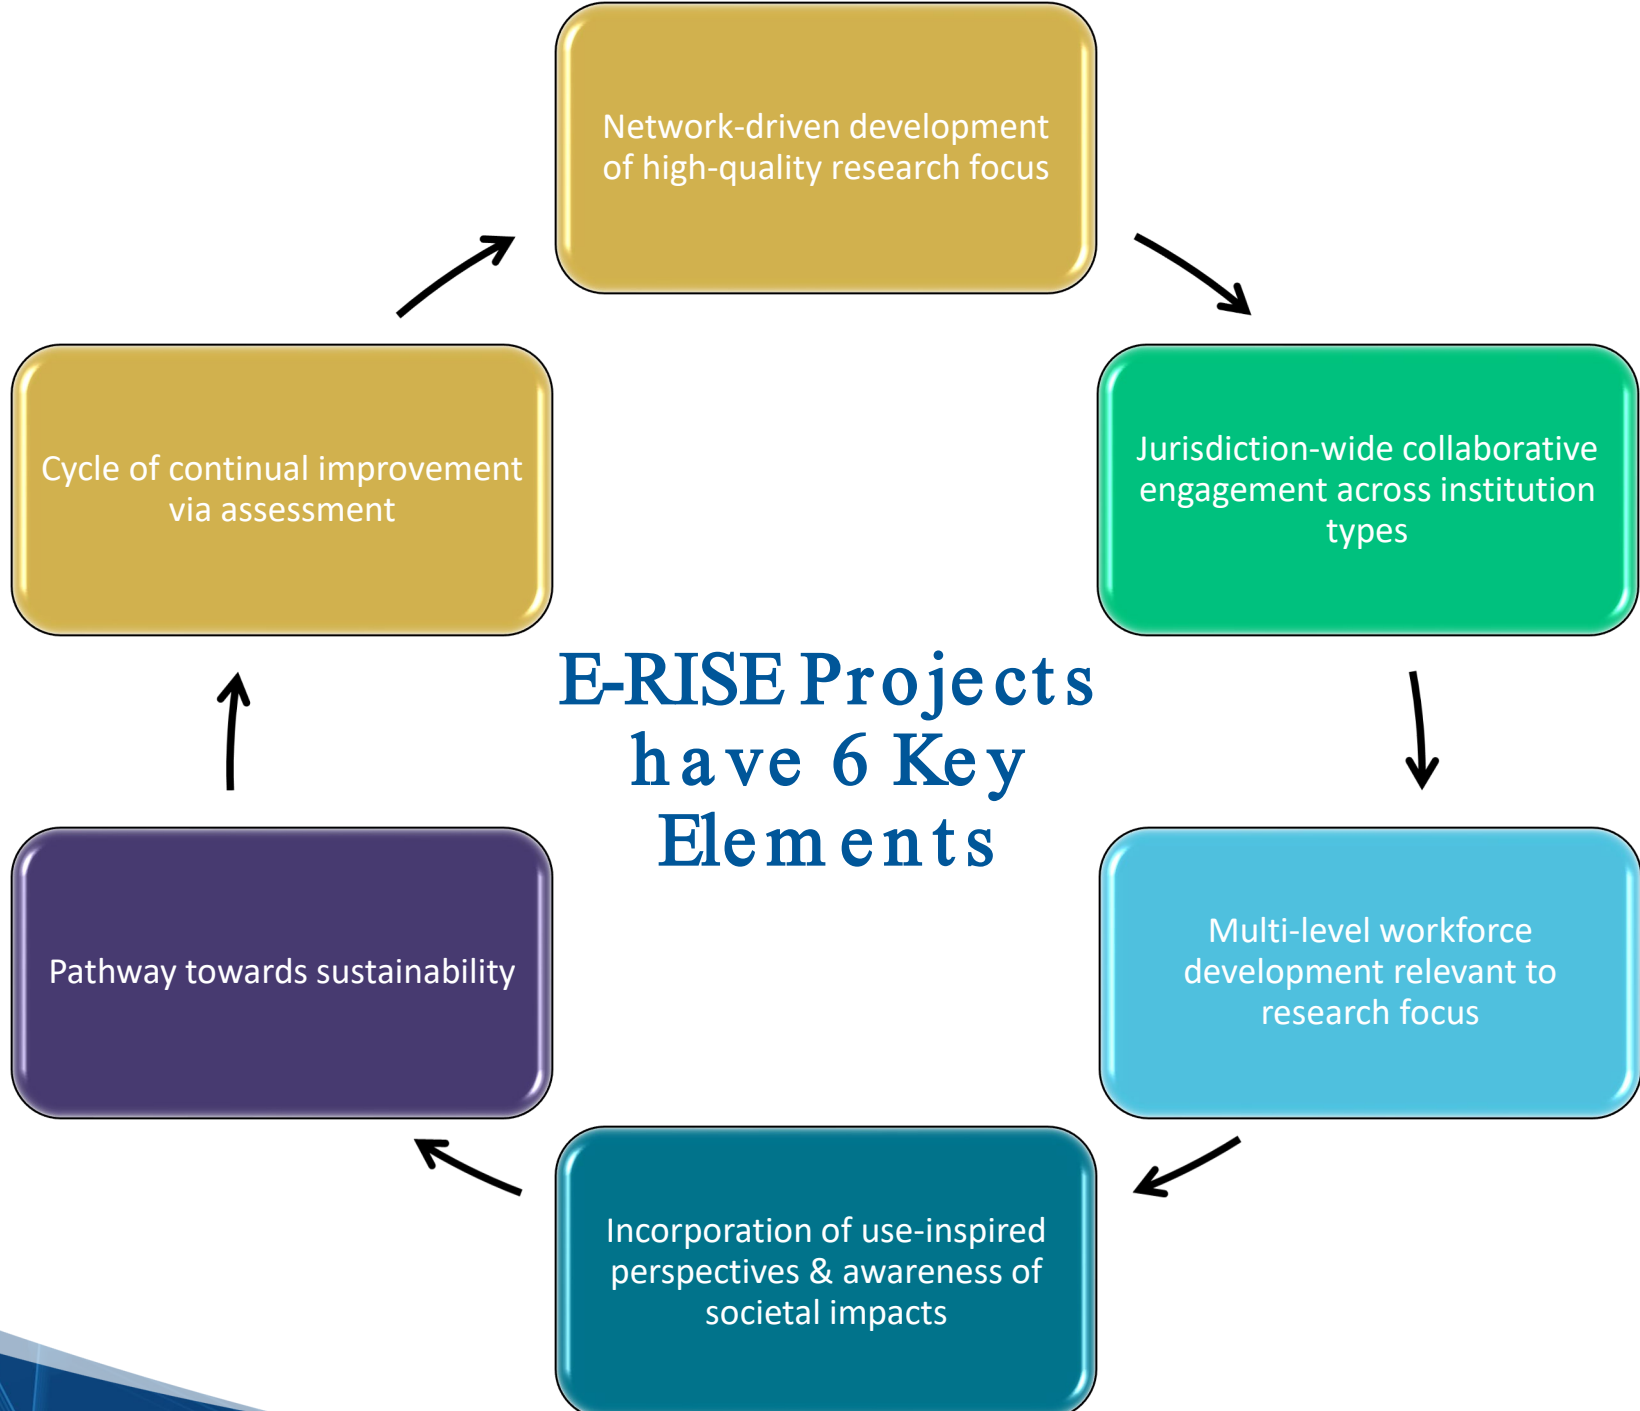 Network-driven development
of high-quality research focus
Jurisdiction-wide collaborative
engagement across institution
types
Multi-level workforce
development relevant to
research focus
Incorporation of use-inspired
perspectives & awareness of
societal impacts
Pathway towards sustainability
Cycle of continual improvement
via assessment
E-RISE Projects
have 6 Key
Elements